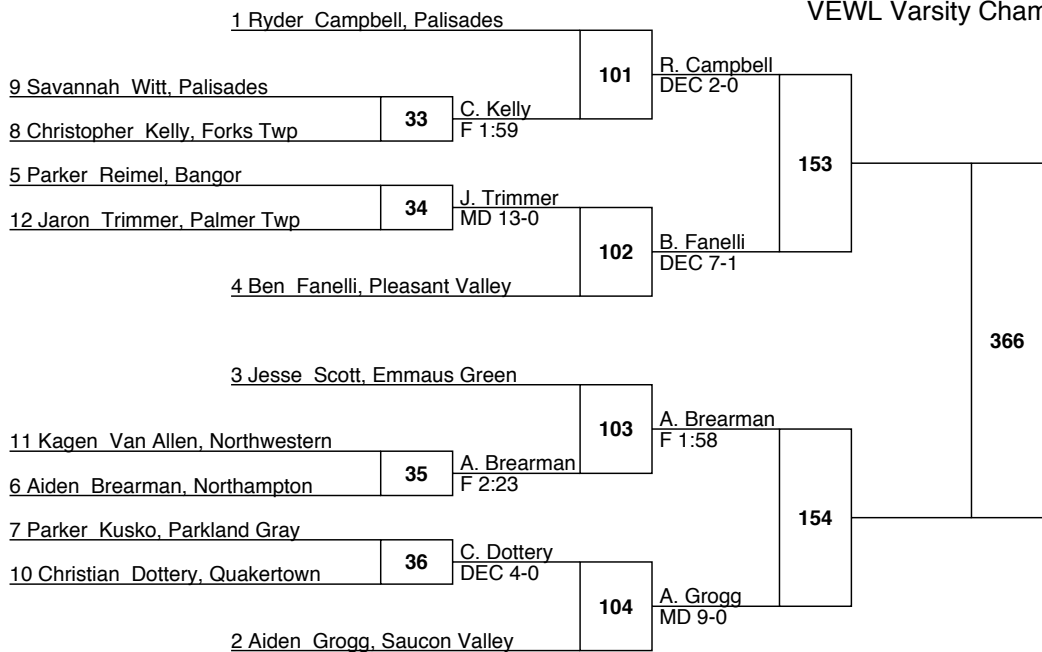 VEWL Varsity Cham
1 Ryder Campbell, Palisades
101
R. Campbell
DEC 2-0
9 Savannah Witt, Palisades
33
C. Kelly
F 1:59
8 Christopher Kelly, Forks Twp
153
5 Parker Reimel, Bangor
34
J. Trimmer
MD 13-0
12 Jaron Trimmer, Palmer Twp
102
B. Fanelli
DEC 7-1
4 Ben Fanelli, Pleasant Valley
366
3 Jesse Scott, Emmaus Green
103
A. Brearman
F 1:58
11 Kagen Van Allen, Northwestern
35
A. Brearman
F 2:23
6 Aiden Brearman, Northampton
154
7 Parker Kusko, Parkland Gray
36
C. Dottery
DEC 4-0
10 Christian Dottery, Quakertown
104
A. Grogg
MD 9-0
2 Aiden Grogg, Saucon Valley